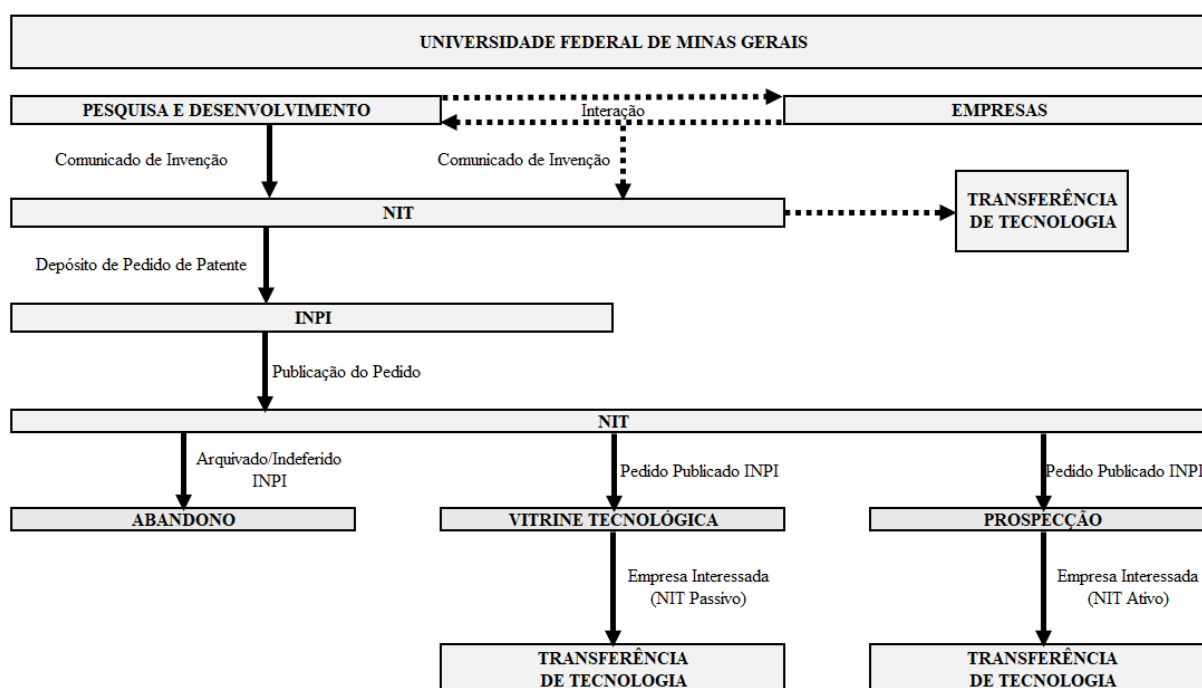 UNIVERSIDADE FEDERAL DE MINAS GERAIS
PESQUISA E DESENVOLVIMENTO
Interação
EMPRESAS
Comunicado de Invenção
Comunicado de Invenção
NIT
TRANSFERÊNCIA
DE TECNOLOGIA
Depósito de Pedido de Patente
INPI
Publicação do Pedido
NIT
Arquivado/Indeferido
INPI
Pedido Publicado INPI
Pedido Publicado INPI
ABANDONO
VITRINE TECNOLÓGICA
PROSPECÇÃO
Empresa Interessada
(NIT Passivo)
Empresa Interessada
(NIT Ativo)
TRANSFERÊNCIA
DE TECNOLOGIA
TRANSFERÊNCIA
DE TECNOLOGIA